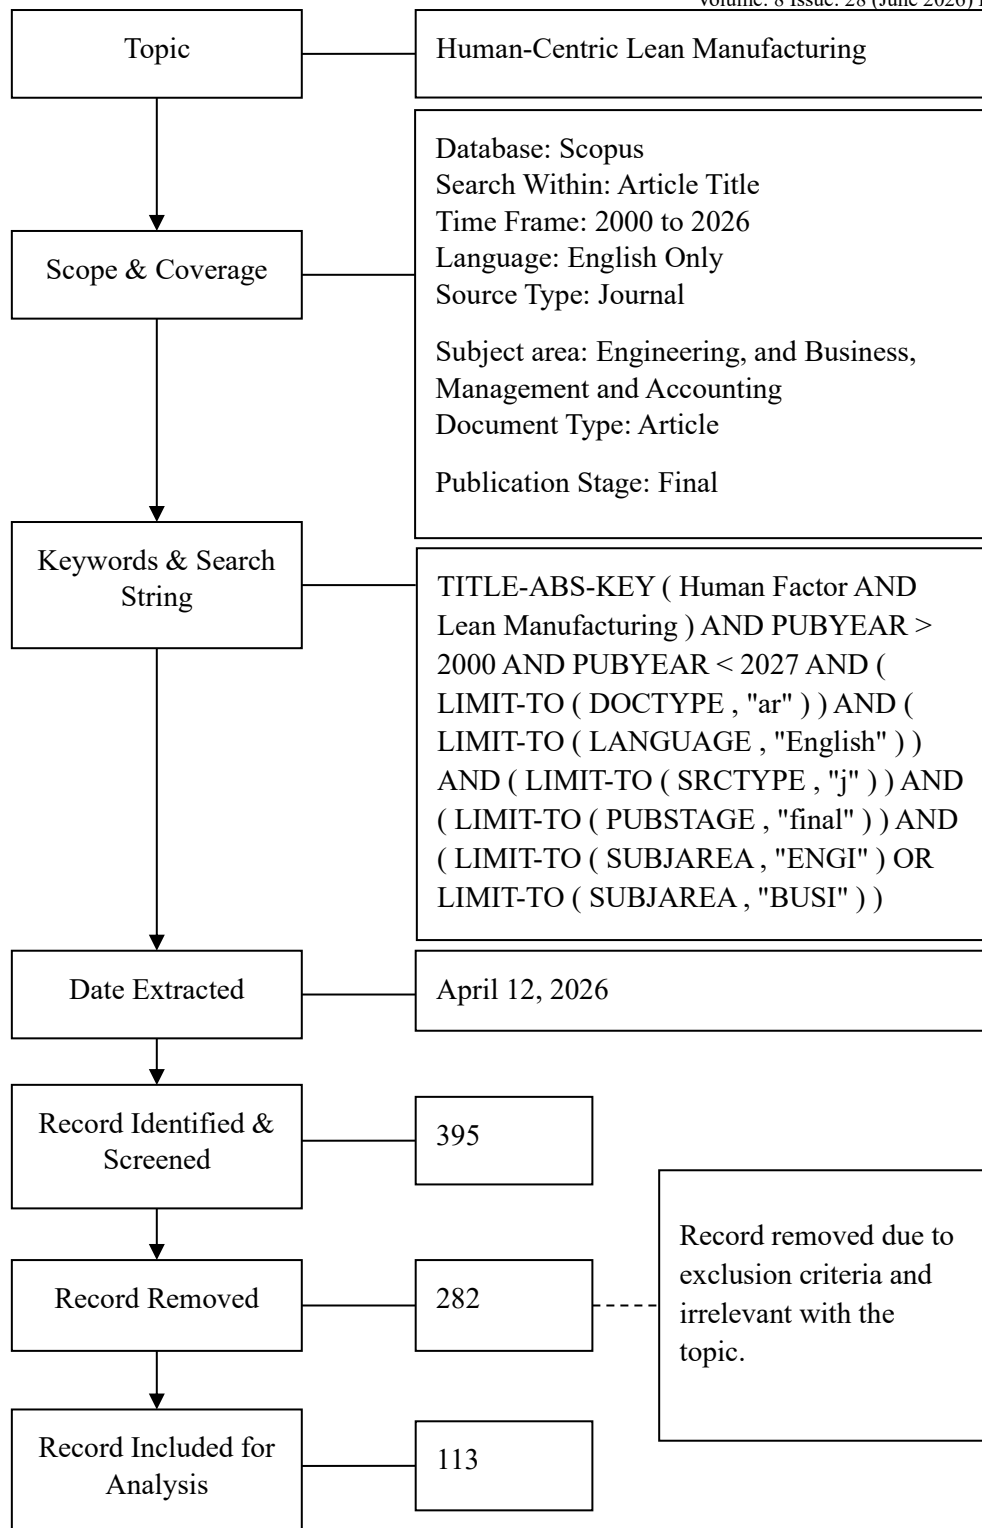 Volume: 8 Issue: 28 (June 2026)
Topic
Human-Centric Lean Manufacturing
Database: Scopus
Search Within: Article Title
Time Frame: 2000 to 2026
Language: English Only
Source Type: Journal
Subject area: Engineering, and Business,
Management and Accounting
Document Type: Article
Publication Stage: Final
Scope & Coverage
Keywords & Search
String
TITLE-ABS-KEY ( Human Factor AND
Lean Manufacturing ) AND PUBYEAR >
2000 AND PUBYEAR < 2027 AND (
LIMIT-TO ( DOCTYPE , "ar" ) ) AND (
LIMIT-TO ( LANGUAGE , "English" ) )
AND ( LIMIT-TO ( SRCTYPE , "j" ) ) AND
( LIMIT-TO ( PUBSTAGE , "final" ) ) AND
( LIMIT-TO ( SUBJAREA , "ENGI" ) OR
LIMIT-TO ( SUBJAREA , "BUSI" ) )
Date Extracted
April 12, 2026
Record Identified &
Screened
395
Record Removed
282
Record removed due to
exclusion criteria and
irrelevant with the
topic.
Record Included for
Analysis
113